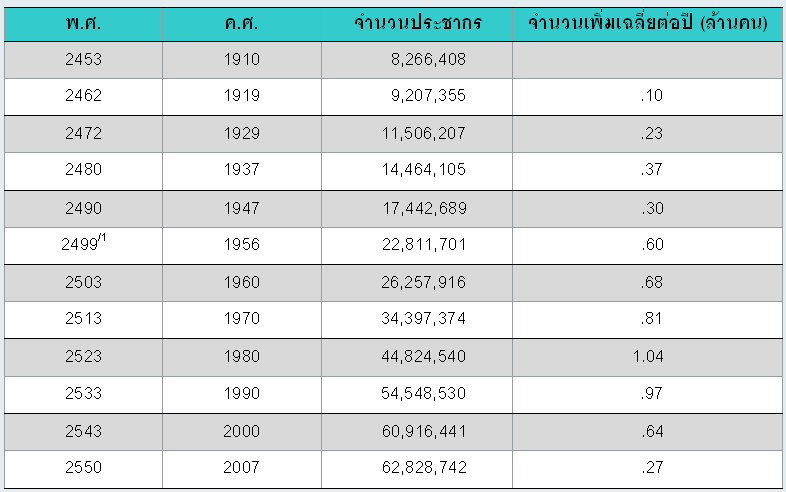 พ.ศ. ค.ศ. จำนวนประชากร จำนวนเพิ่มเฉลี่ยต่อปี (ล้านคน)
2453 1910 8,266,408
2462 1919 9,207,355 .10
2472 1929 11,506,207 .23
2480 1937 14,464,105 .37
2490 1947 17,442,689 .30
2499/1 1956 22,811,701 .60
2503 1960 26,257,916 .68
2513 1970 34,397,374 .81
2523 1980 44,824,540 1.04
2533 1990 54,548,530 .97
2543 2000 60,916,441 .64
2550 2007 62,828,742 .27